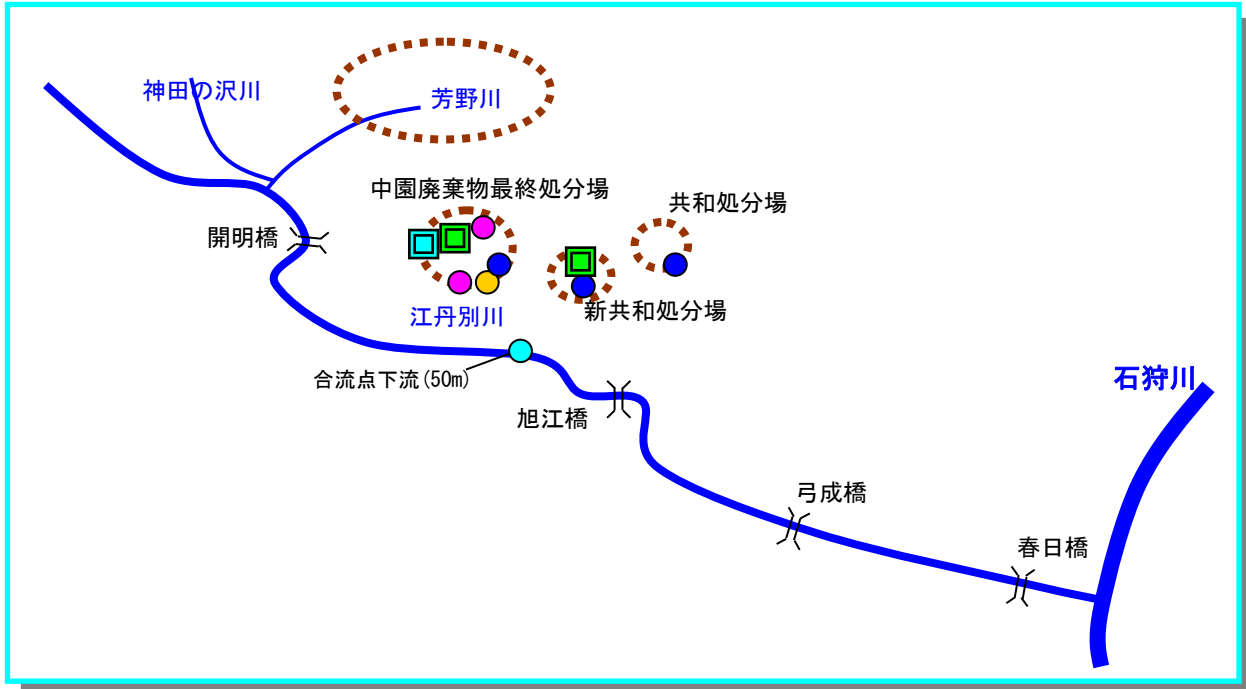 神田の沢川
芳野川
中園廃棄物最終処分場
共和処分場
開明橋
新共和処分場
江丹別川
合流点下流(50m)
石狩川
旭江橋
弓成橋
春日橋